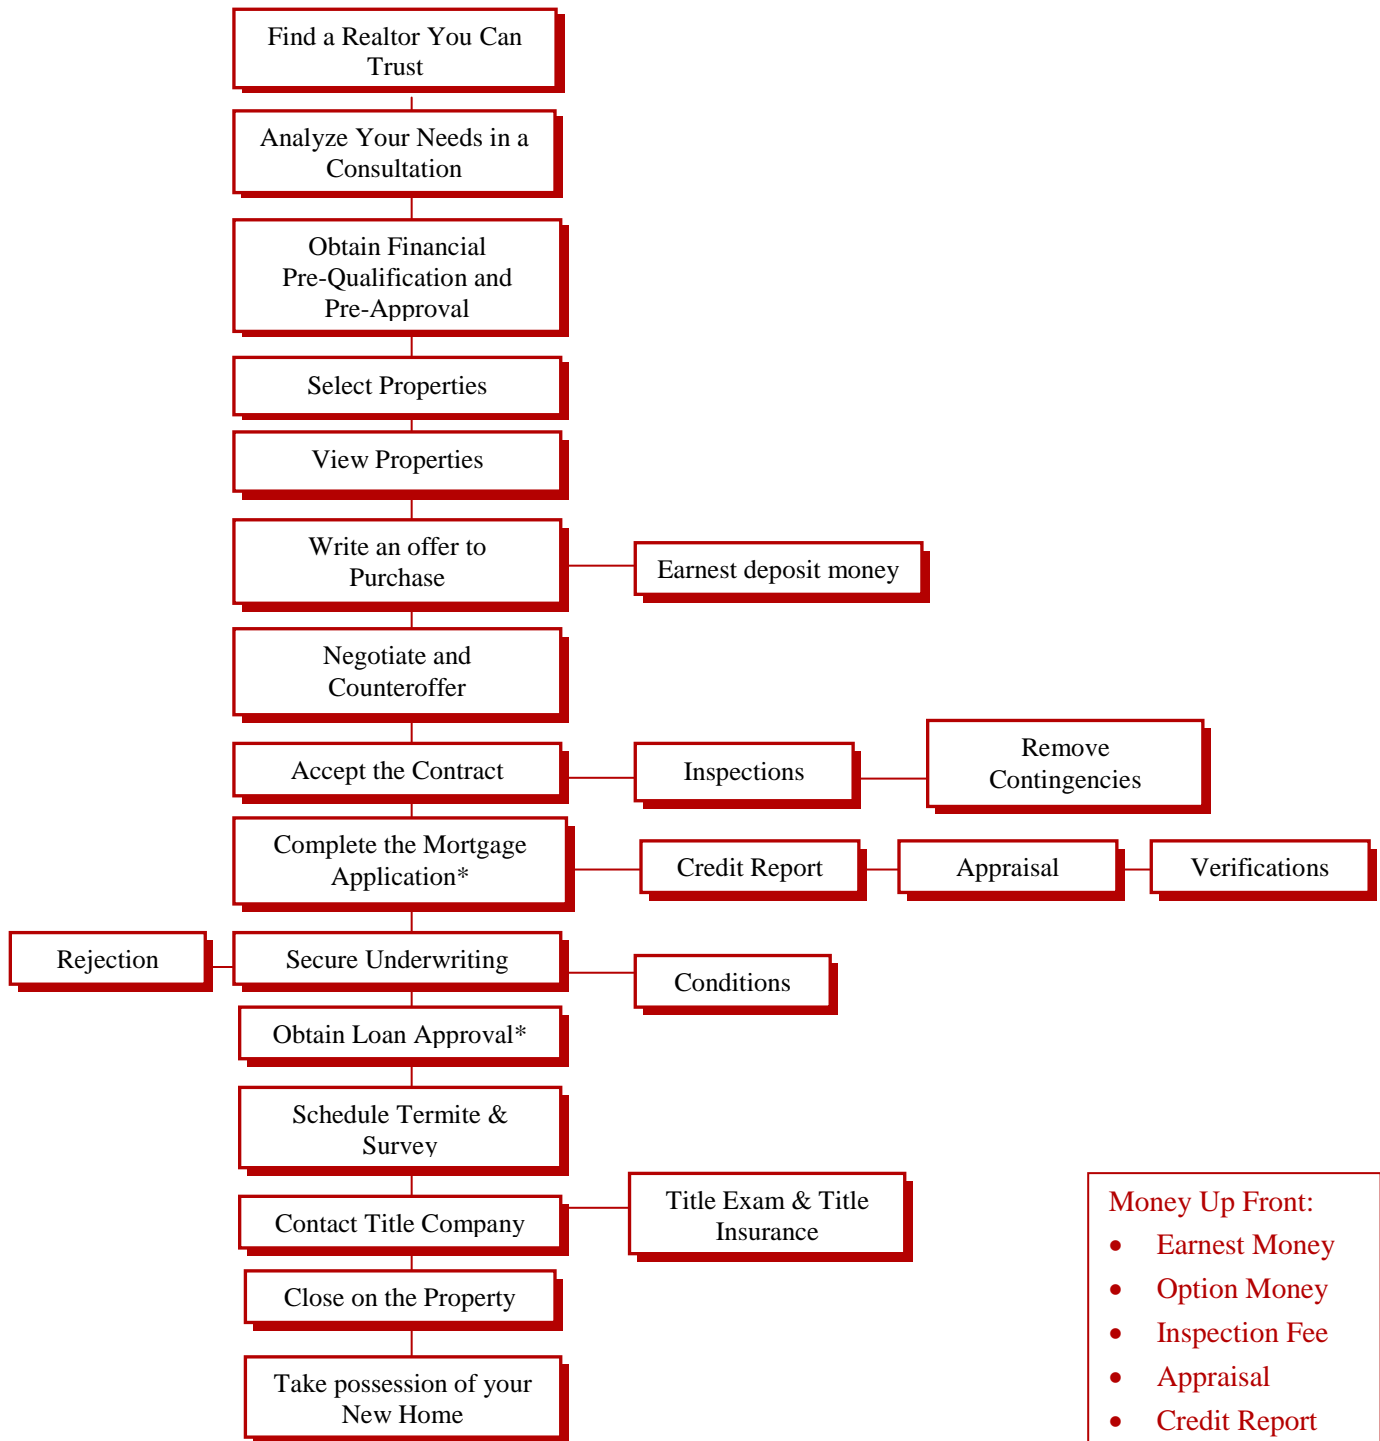 Find a Realtor You Can
Trust
Analyze Your Needs in a
Consultation
Obtain Financial
Pre-Qualification and
Pre-Approval
Select Properties
View Properties
Write an offer to
Purchase
Earnest deposit money
Negotiate and
Counteroffer
Accept the Contract
Inspections
Remove
Contingencies
Complete the Mortgage
Application*
Credit Report
Appraisal
Verifications
Rejection
Secure Underwriting
Conditions
Obtain Loan Approval*
Schedule Termite &
Survey
Contact Title Company
Title Exam & Title
Insurance
Close on the Property
Take possession of your
New Home
Money Up Front:
• Earnest Money
• Option Money
• Inspection Fee
• Appraisal
• Credit Report